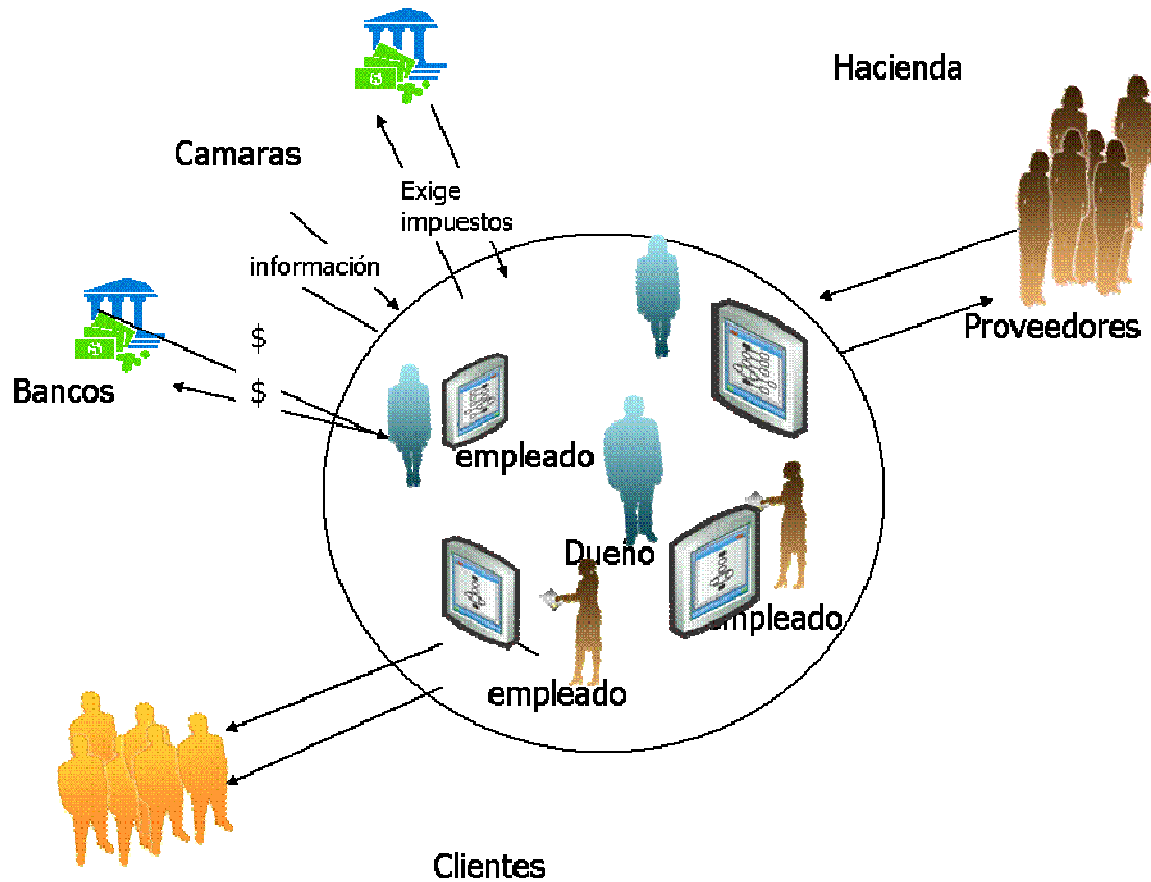 Hacienda
Camaras
Exige
impuestos
información
Proveedores
$
Bancos
$
empleado
Dueño
empleado
empleado
Clientes